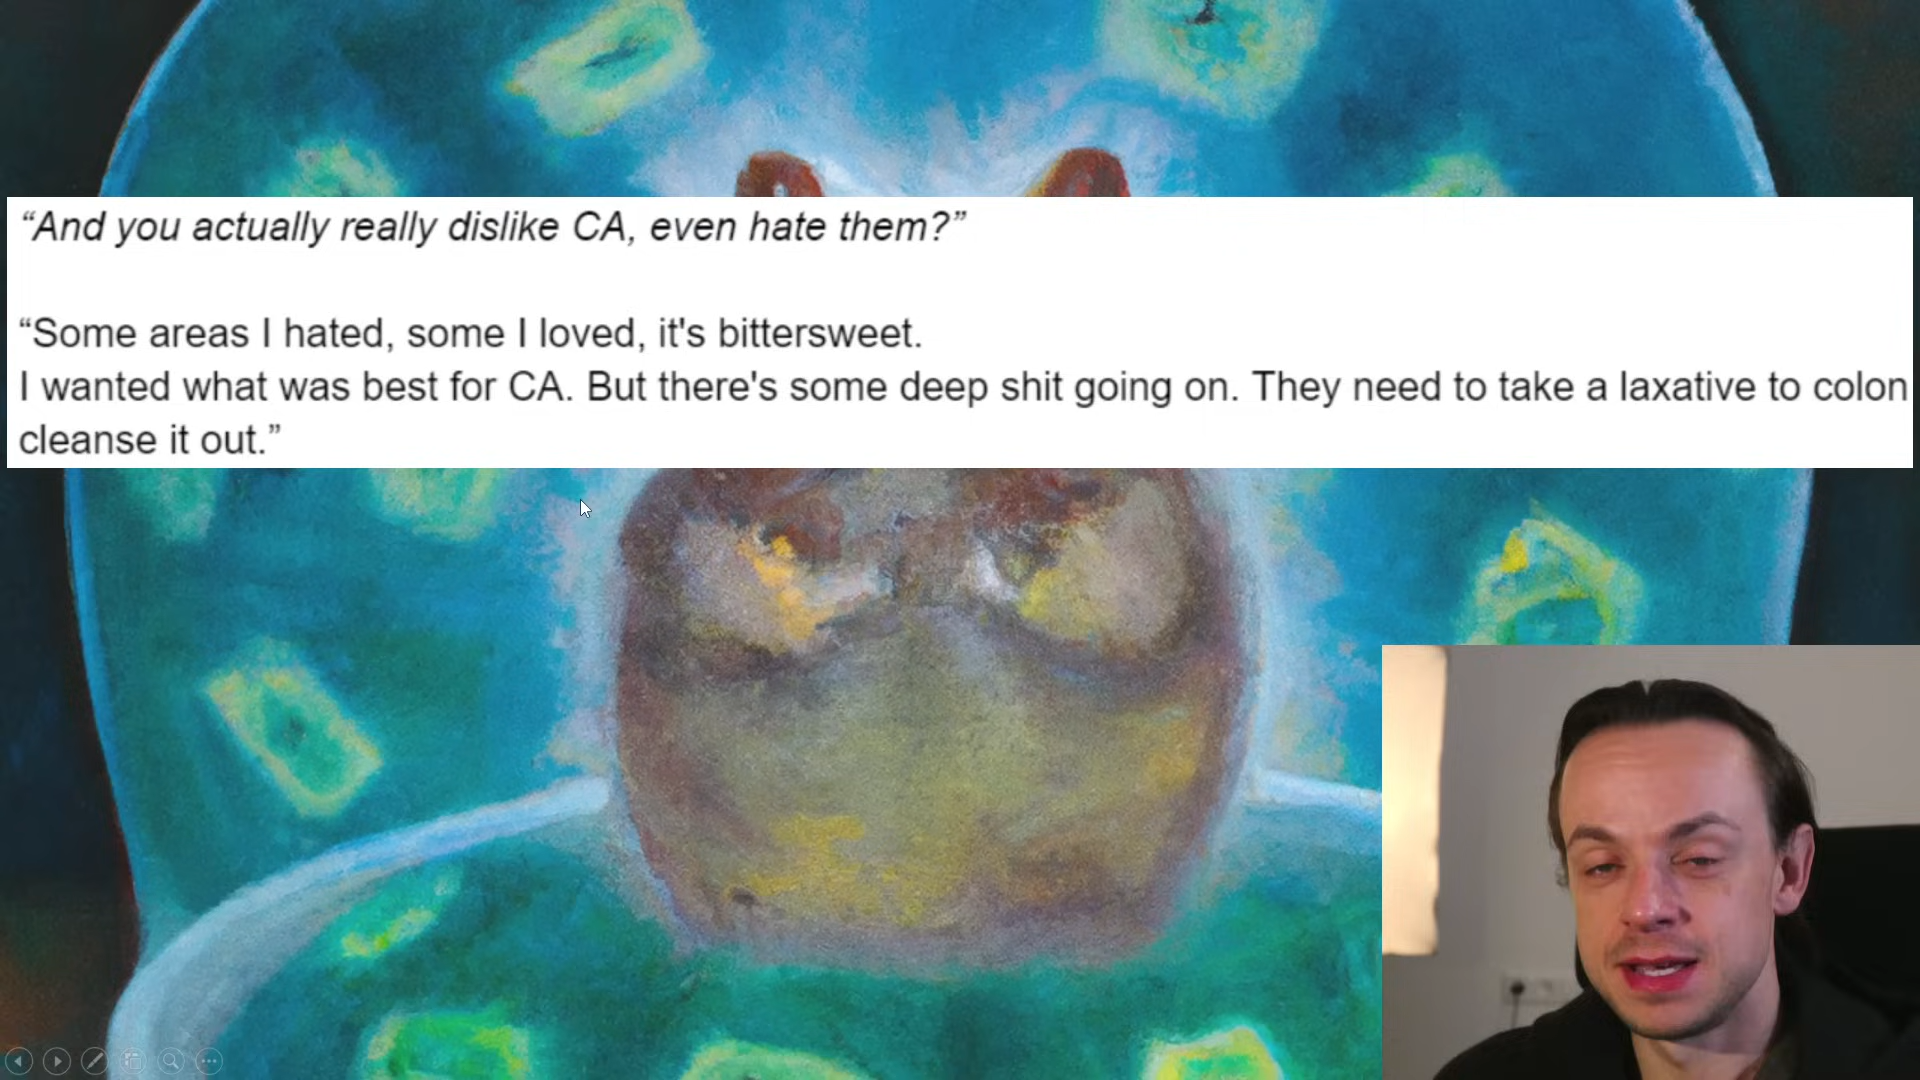 “And you actually really dislike CA, even hate them?”
“Some areas I hated, some I loved, it's bittersweet.
I wanted what was best for CA. But there's some deep shit going on. They need to take a laxative to colon
cleanse it out.”